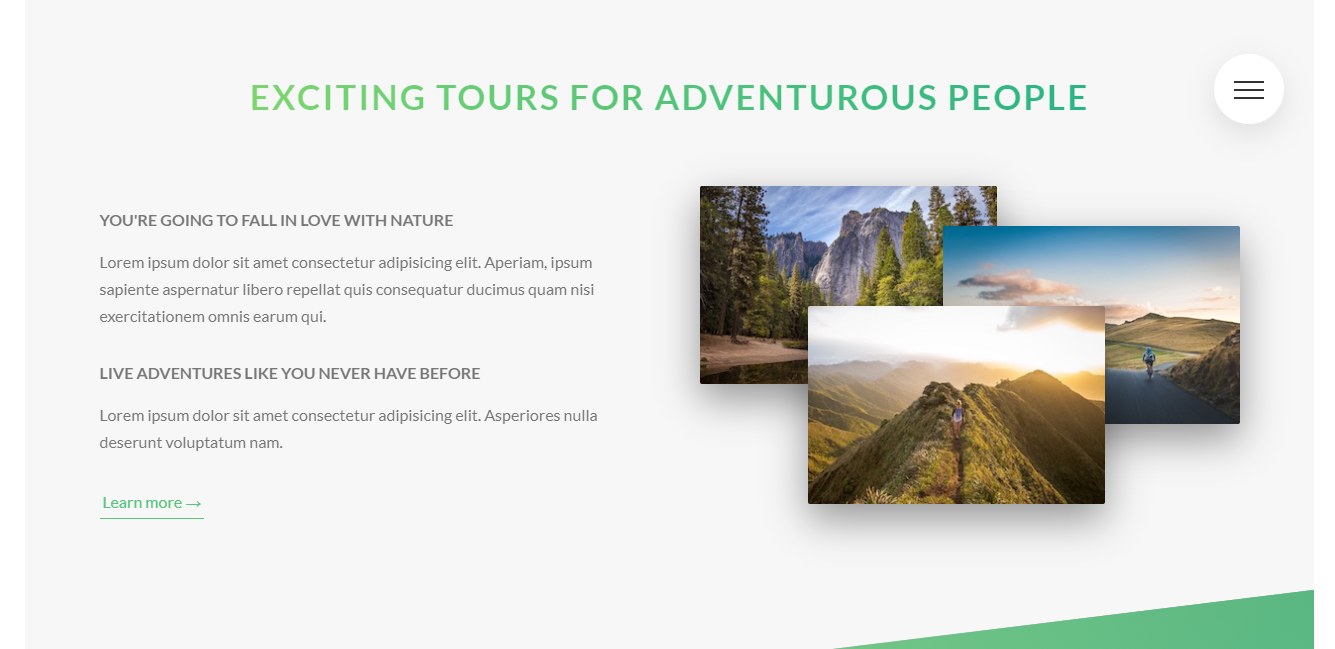 EXCITING TOURS FOR ADVENTUROUS PEOPLE
YOU'RE GOING TO FALL IN LOVE WITH NATURE
Lorem ipsum dolor sit amet consectetur adipisicing elit. Aperiam, ipsum
sapiente aspernatur libero repellat quis consequatur ducimus quam nisi
exercitationem omnis earum qui.
LIVE ADVENTURES LIKE YOU NEVER HAVE BEFORE
Lorem ipsum dolor sit amet consectetur adipisicing elit. Asperiores nulla
deserunt voluptatum nam.
Learn more →